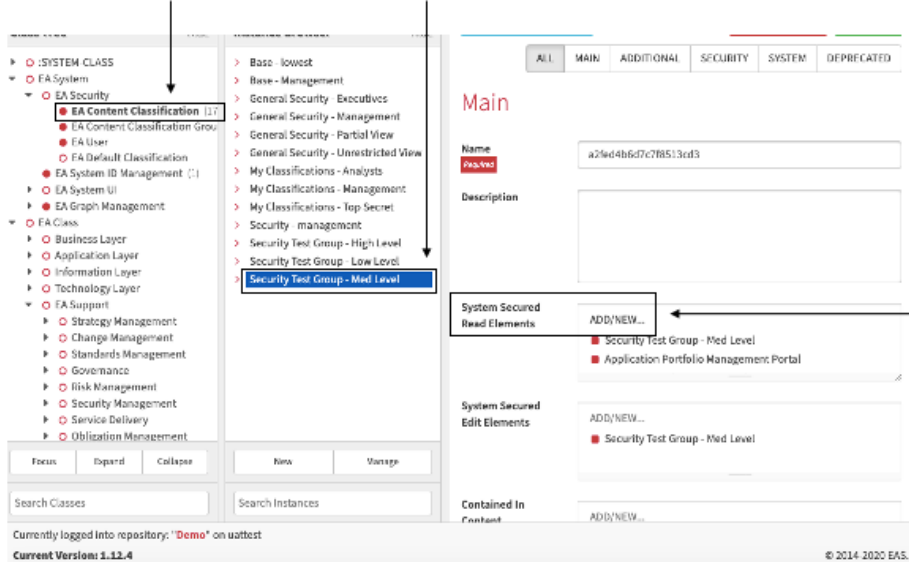 :SYSTEM-CLASS
EA System
EA Security
EA Content Classification (17
EA Content Classification Grou
EA User
EA Default Classification
EA System ID Management (1)
EA System UI
EA Graph Management
EA Class
Business Layer
Application Layer
Information Layer
Technology Layer
EA Support
Strategy Management
Change Management
Standards Management
Governance
Risk Management
Security Management
Service Delivery
Obligation Management
Focus Expand Collapse
Search Classes
Base - lowest
Base - Management
General Security - Executives
General Security - Management
General Security - Partial View
General Security - Unrestricted View
My Classifications - Analysts
My Classifications - Management
My Classifications - Top Secret
Security - management
Security Test Group - High Level
Security Test Group - Low Level
Security Test Group - Med Level
New Manage
Search Instances
ALL MAIN ADDITIONAL SECURITY SYSTEM DEPRECATED
Main
Name
Required
a2fed4b6d7c7f8513cd3
Description
System Secured
Read Elements
ADD/NEW...
Security Test Group - Med Level
Application Portfolio Management Portal
System Secured
Edit Elements
ADD/NEW...
Security Test Group - Med Level
Contained In
Content
ADD/NEW...
Currently logged into repository: "Demo" on uattest
Current Version: 1.12.4
© 2014-2020 EAS.